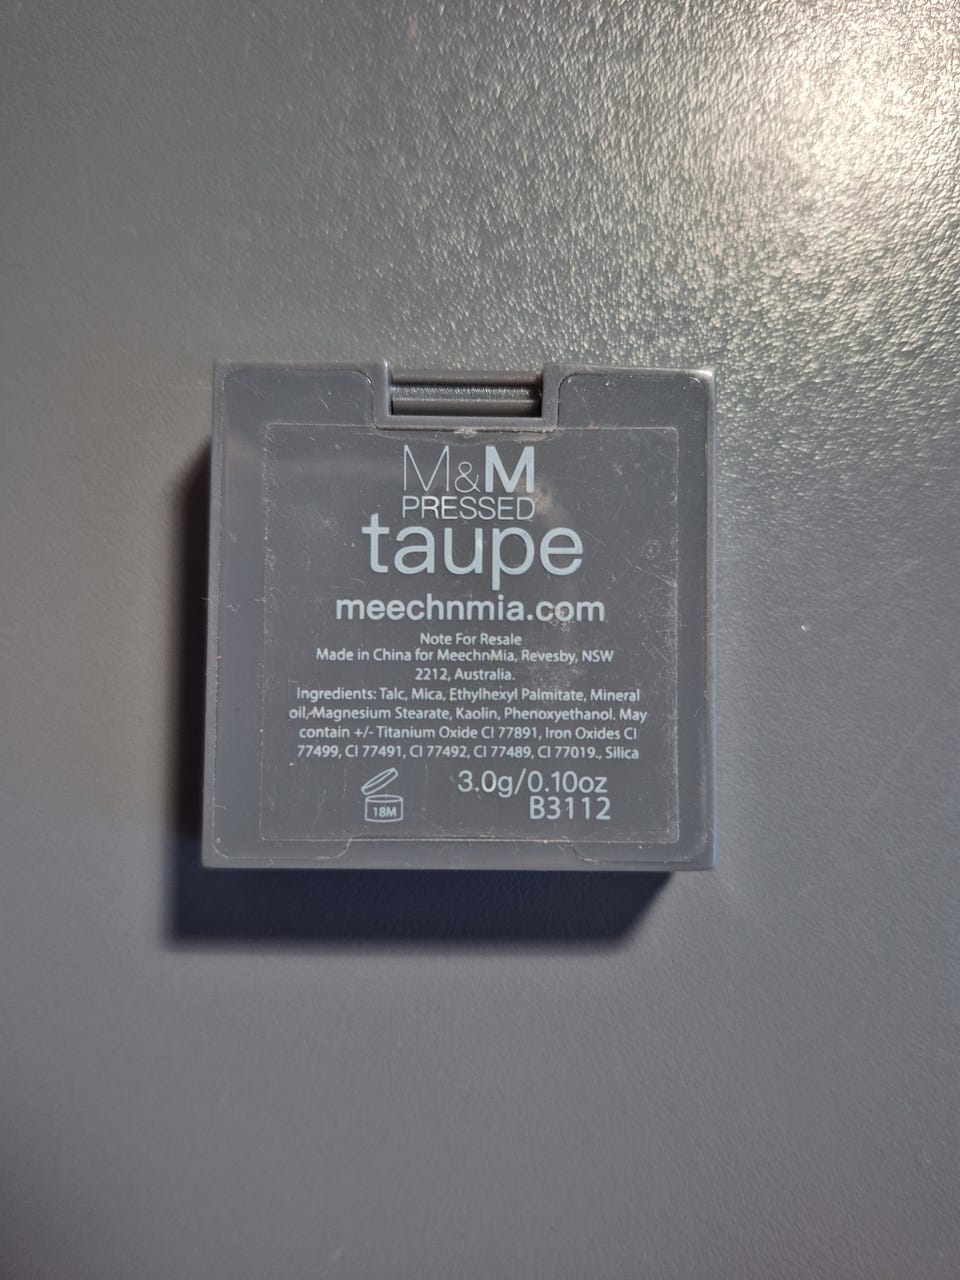 M&M
PRESSED
taupe
meechnmia.com
Note For Resale
Made in China for MeechnMia, Revesby, NSW
2212, Australia.
Ingredients: Talc, Mica, Ethylhexyl Palmitate, Mineral
oil, Magnesium Stearate, Kaolin, Phenoxyethanol. May
contain +/- Titanium Oxide CI 77891, Iron Oxides CI
77499, CI 77491, CI 77492, CI 77489, CI 77019., Silica
18M
3.0g/0.10oz
B3112